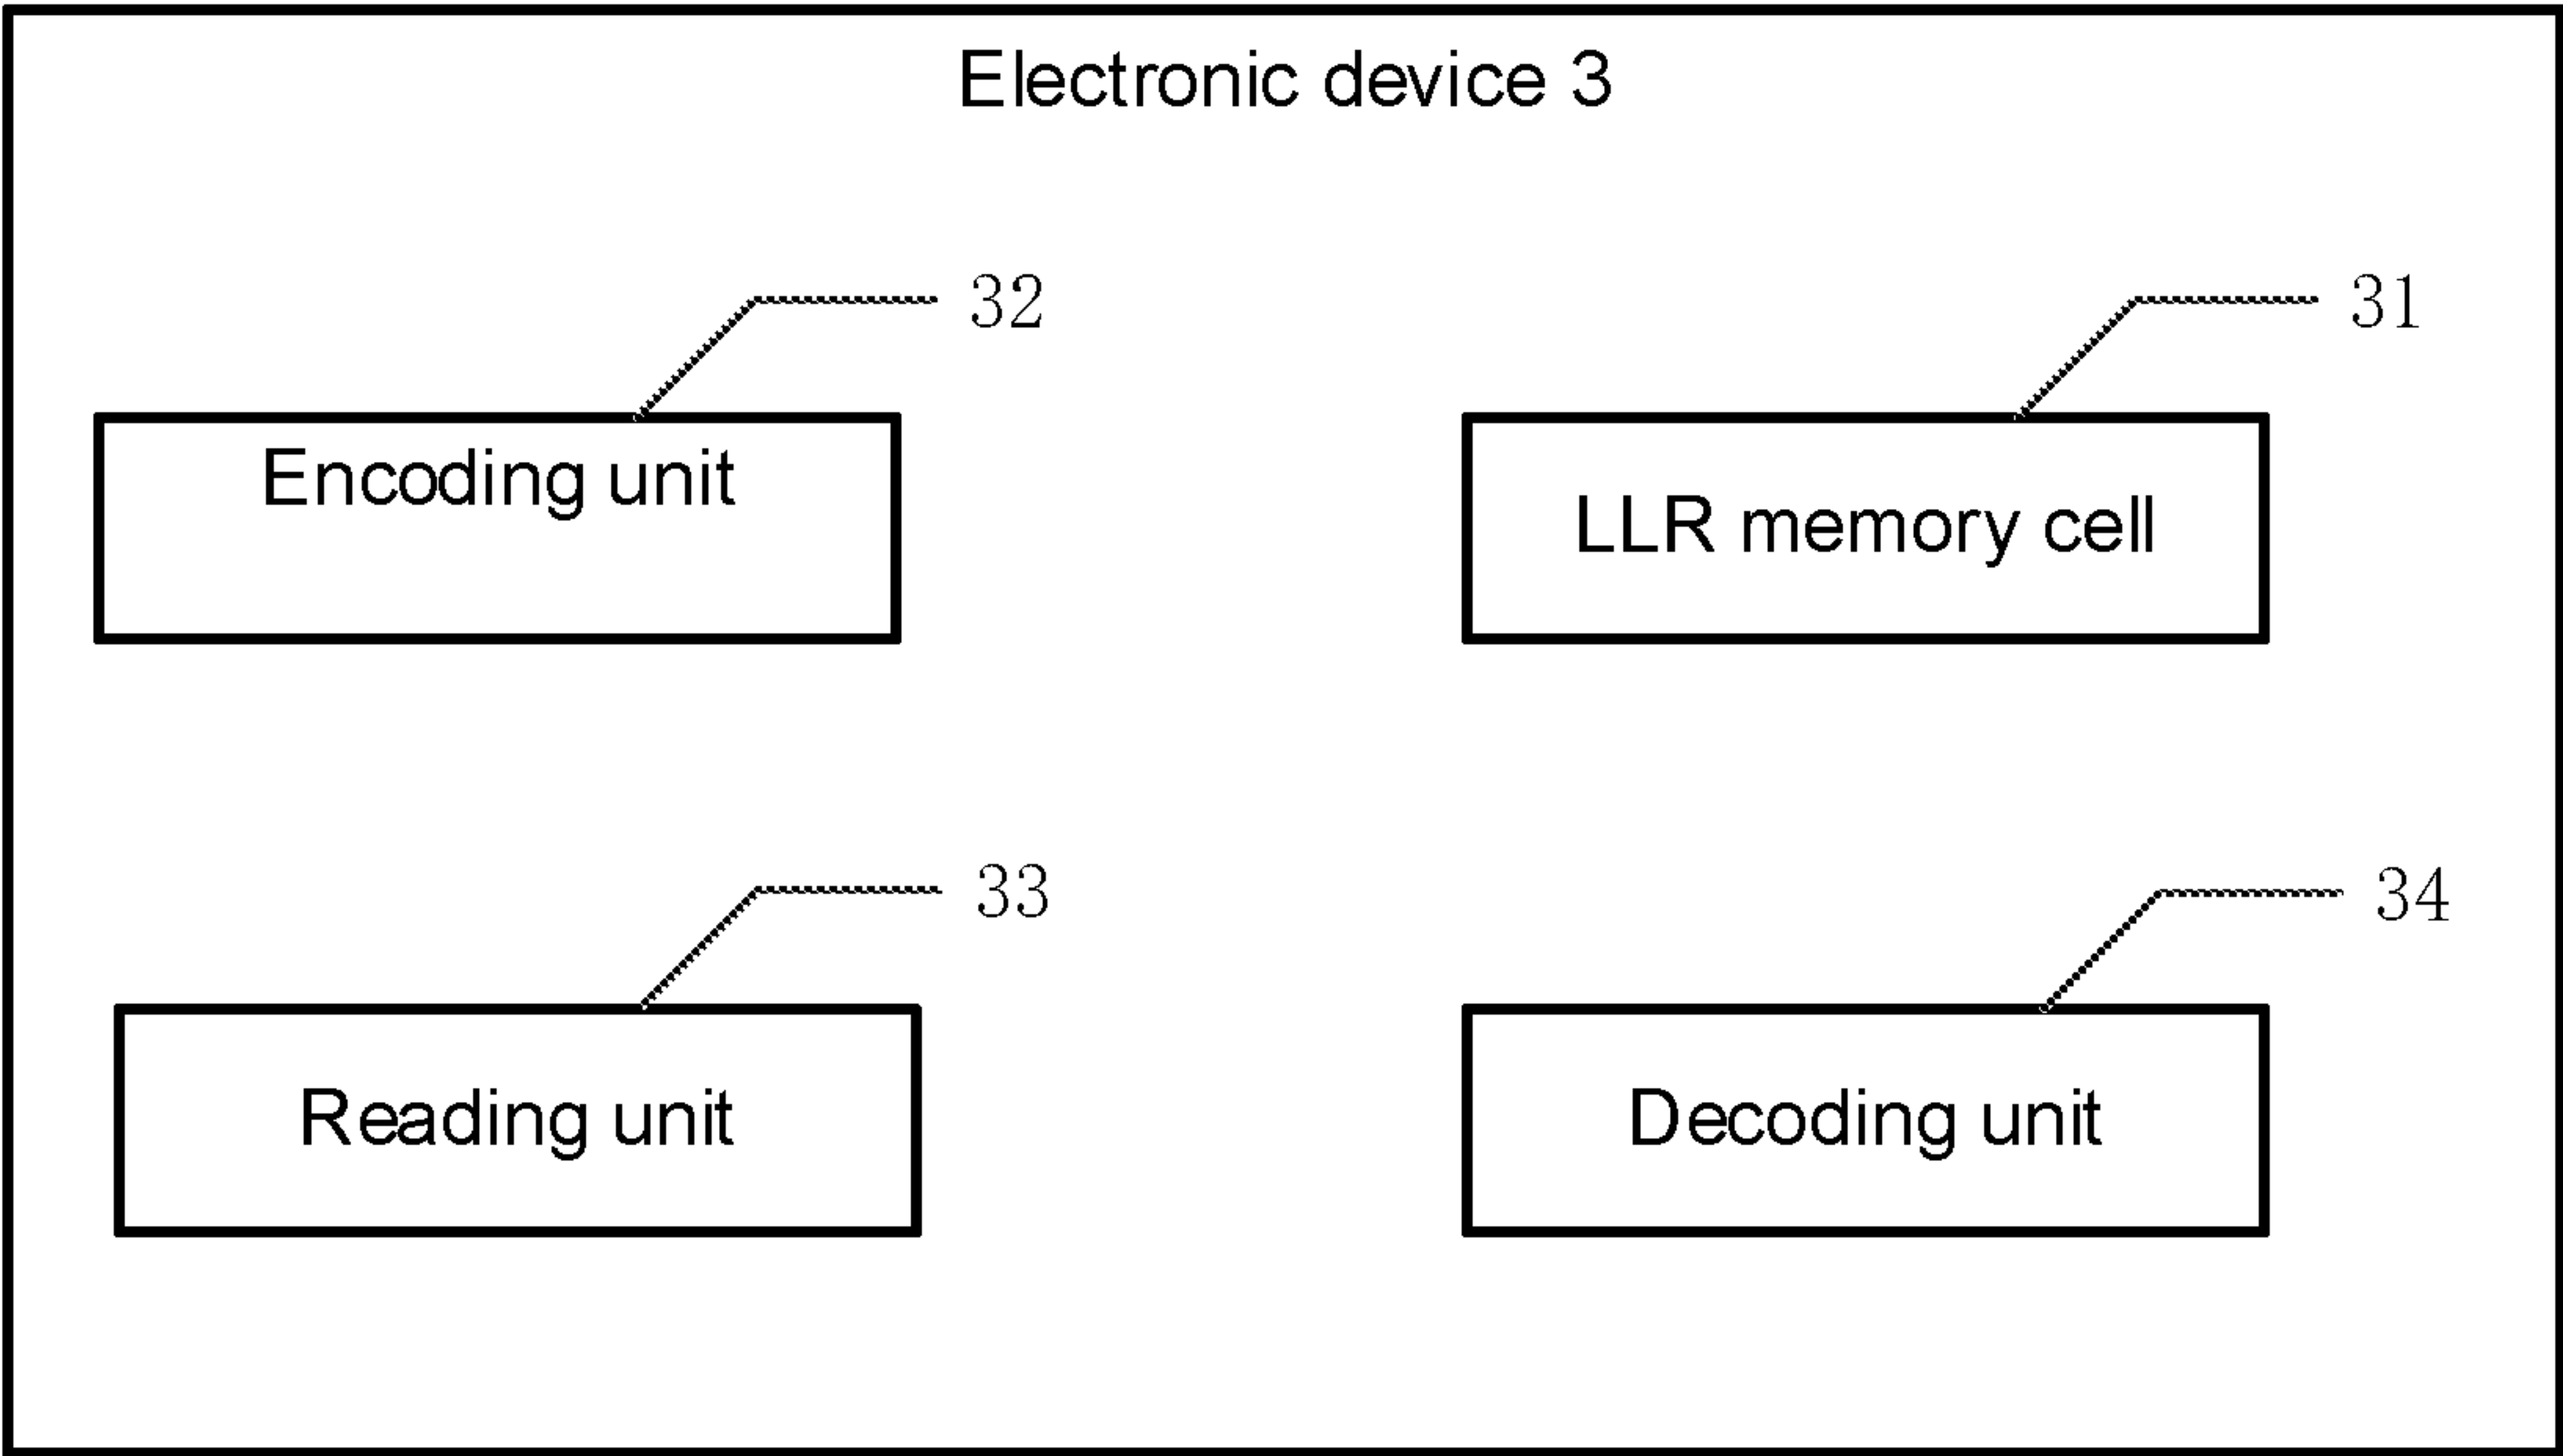 Electronic device 3
32
31
Encoding unit
LLR memory cell
33
34
Reading unit
Decoding unit